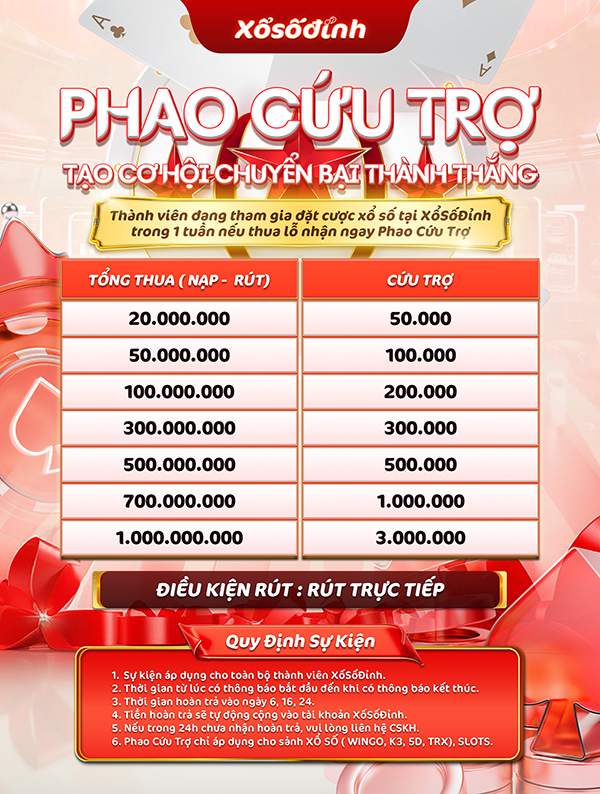 Xổsốđỉnh
PHAO CỨU TRỢ
TẠO CƠ HỘI CHUYỂN BẠI THÀNH THẮNG
Thành viên đang tham gia đặt cược xổ số tại XổSốĐỉnh
trong 1 tuần nếu thua lỗ nhận ngay Phao Cứu Trợ
TỔNG THUA ( NẠP - RÚT) CỨU TRỢ
20.000.000 50.000
50.000.000 100.000
100.000.000 200.000
300.000.000 300.000
500.000.000 500.000
700.000.000 1.000.000
1.000.000.000 3.000.000
ĐIỀU KIỆN RÚT : RÚT TRỰC TIẾP
Quy Định Sự Kiện
1. Sự kiện áp dụng cho toàn bộ thành viên XổSốĐỉnh.
2. Thời gian từ lúc có thông báo bắt đầu đến khi có thông báo kết thúc.
3. Thời gian hoàn trả vào ngày 6, 16, 24.
4. Tiền hoàn trả sẽ tự động cộng vào tài khoản XổSốĐỉnh.
5. Nếu trong 24h chưa nhận hoàn trả, vui lòng liên hệ CSKH.
6. Phao Cứu Trợ chỉ áp dụng cho sảnh XỔ SỐ ( WINGO, K3, 5D, TRX), SLOTS.